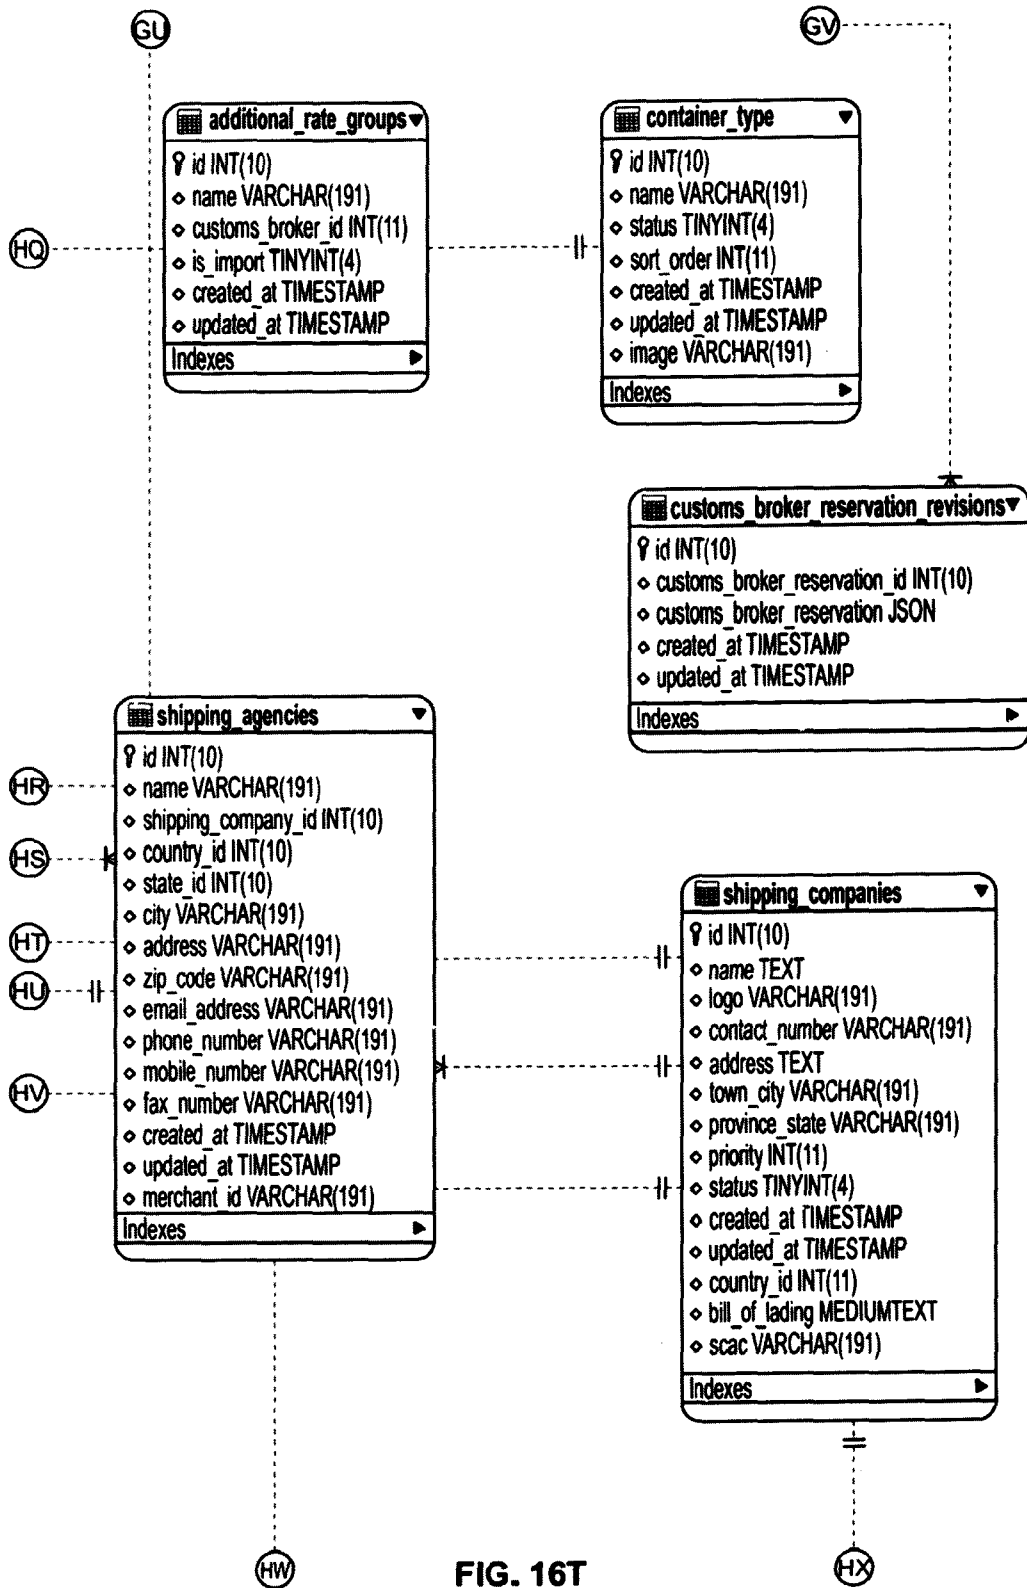 GU
GV
additional_rate_groups
id INT(10)
name VARCHAR(191)
customs_broker_id INT(11)
is_import TINYINT(4)
created_at TIMESTAMP
updated_at TIMESTAMP
Indexes
container_type
id INT(10)
name VARCHAR(191)
status TINYINT(4)
sort_order INT(11)
created_at TIMESTAMP
updated_at TIMESTAMP
image VARCHAR(191)
Indexes
HQ
customs_broker_reservation_revisions
id INT(10)
customs_broker_reservation_id INT(10)
customs_broker_reservation JSON
created_at TIMESTAMP
updated_at TIMESTAMP
Indexes
shipping_agencies
id INT(10)
name VARCHAR(191)
shipping_company_id INT(10)
country_id INT(10)
state_id INT(10)
city VARCHAR(191)
address VARCHAR(191)
zip_code VARCHAR(191)
email_address VARCHAR(191)
phone_number VARCHAR(191)
mobile_number VARCHAR(191)
fax_number VARCHAR(191)
created_at TIMESTAMP
updated_at TIMESTAMP
merchant_id VARCHAR(191)
Indexes
HR
HS
HT
HU
HV
shipping_companies
id INT(10)
name TEXT
logo VARCHAR(191)
contact_number VARCHAR(191)
address TEXT
town_city VARCHAR(191)
province_state VARCHAR(191)
priority INT(11)
status TINYINT(4)
created_at TIMESTAMP
updated_at TIMESTAMP
country_id INT(11)
bill_of_lading MEDIUMTEXT
scac VARCHAR(191)
Indexes
HW
FIG. 16T
HX